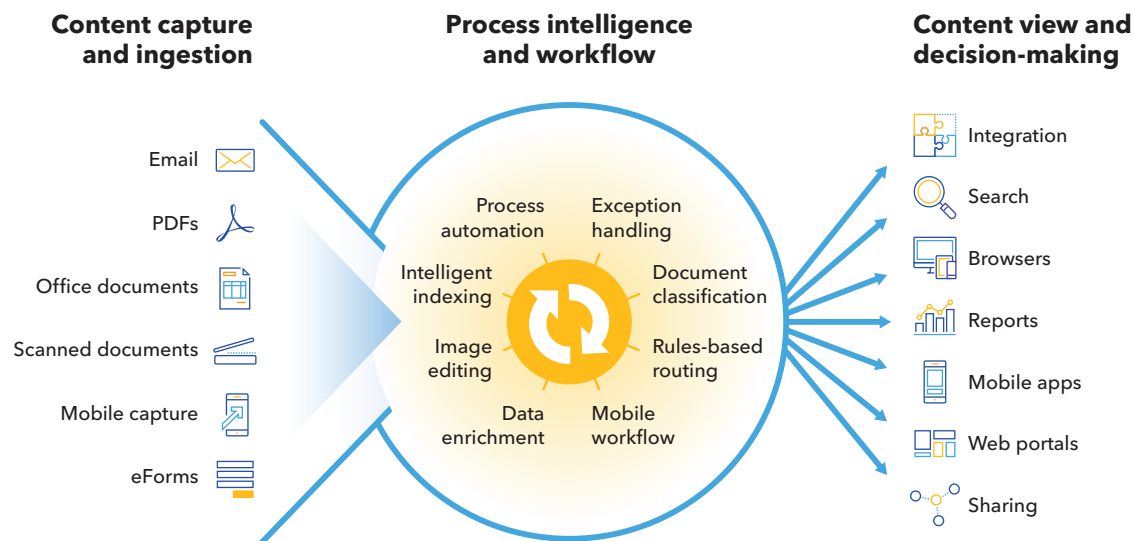 Content capture
and ingestion
Email
PDFs
Office documents
Scanned documents
Mobile capture
eForms
Process intelligence
and workflow
Process
automation
Exception
handling
Intelligent
indexing
Document
classification
Image
editing
Rules-based
routing
Data
enrichment
Mobile
workflow
Content view and
decision-making
Integration
Search
Browsers
Reports
Mobile apps
Web portals
Sharing